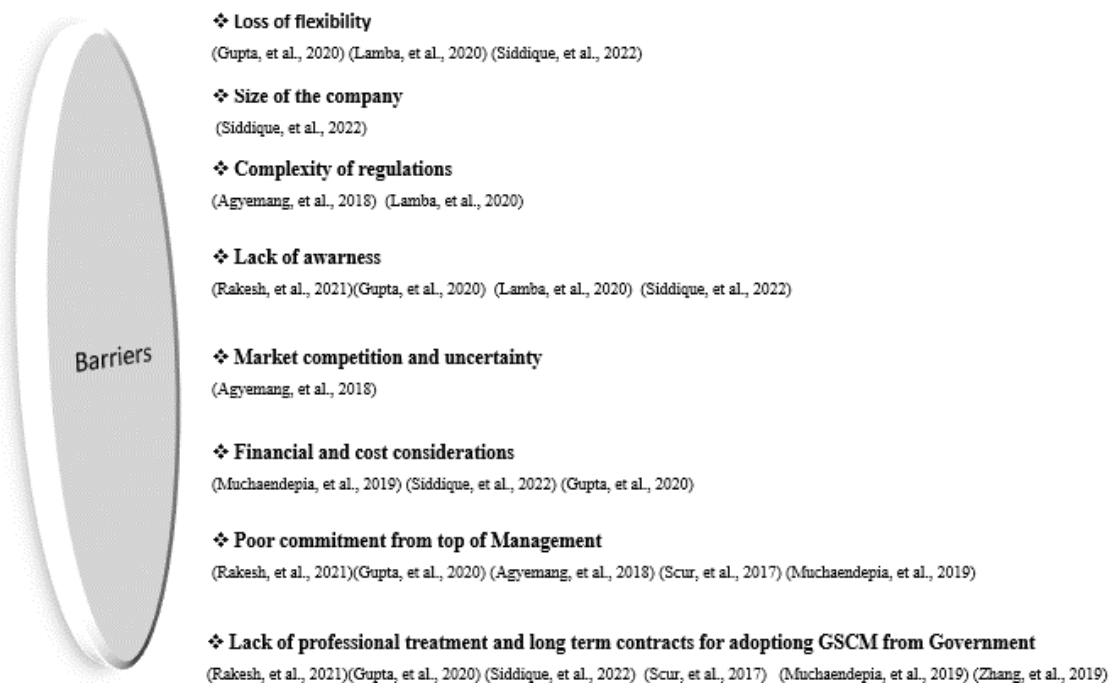 Barriers
❖ Loss of flexibility
(Gupta, et al., 2020) (Lamba, et al., 2020) (Siddique, et al., 2022)
❖ Size of the company
(Siddique, et al., 2022)
❖ Complexity of regulations
(Agyemang, et al., 2018) (Lamba, et al., 2020)
❖ Lack of awarness
(Rakesh, et al., 2021)(Gupta, et al., 2020) (Lamba, et al., 2020) (Siddique, et al., 2022)
❖ Market competition and uncertainty
(Agyemang, et al., 2018)
❖ Financial and cost considerations
(Muchaendepia, et al., 2019) (Siddique, et al., 2022) (Gupta, et al., 2020)
❖ Poor commitment from top of Management
(Rakesh, et al., 2021)(Gupta, et al., 2020) (Agyemang, et al., 2018) (Scur, et al., 2017) (Muchaendepia, et al., 2019)
❖ Lack of professional treatment and long term contracts for adoptiong GSCM from Government
(Rakesh, et al., 2021)(Gupta, et al., 2020) (Siddique, et al., 2022) (Scur, et al., 2017) (Muchaendepia, et al., 2019) (Zhang, et al., 2019)